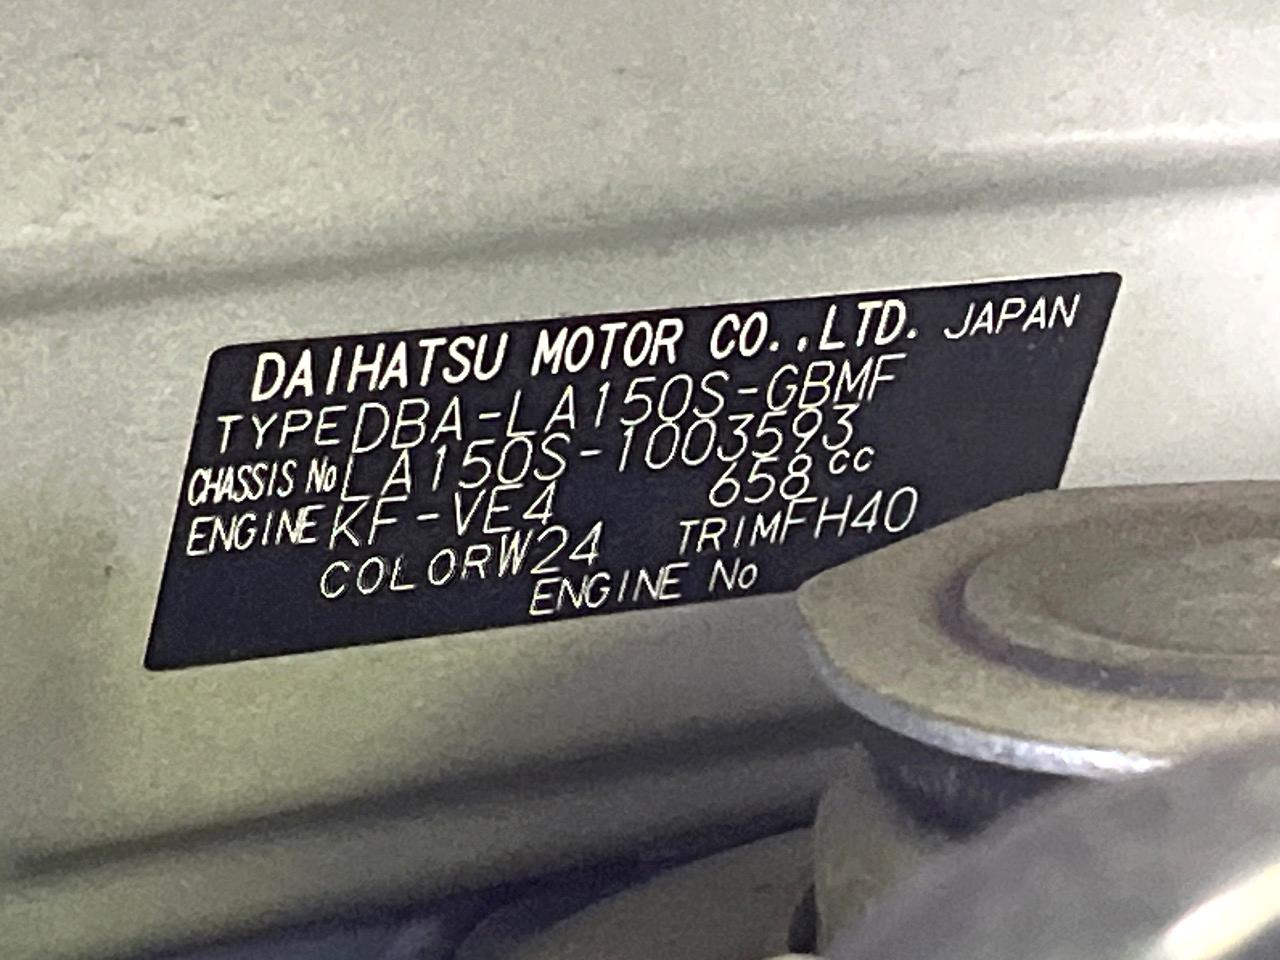 DAIHATSU MOTOR CO.,LTD. JAPAN
TYPE DBA-LA150S-GBMF
CHASSIS No LA150S-1003593
ENGINE KF-VE4 658cc
COLOR W24 TRIM FH40
ENGINE No